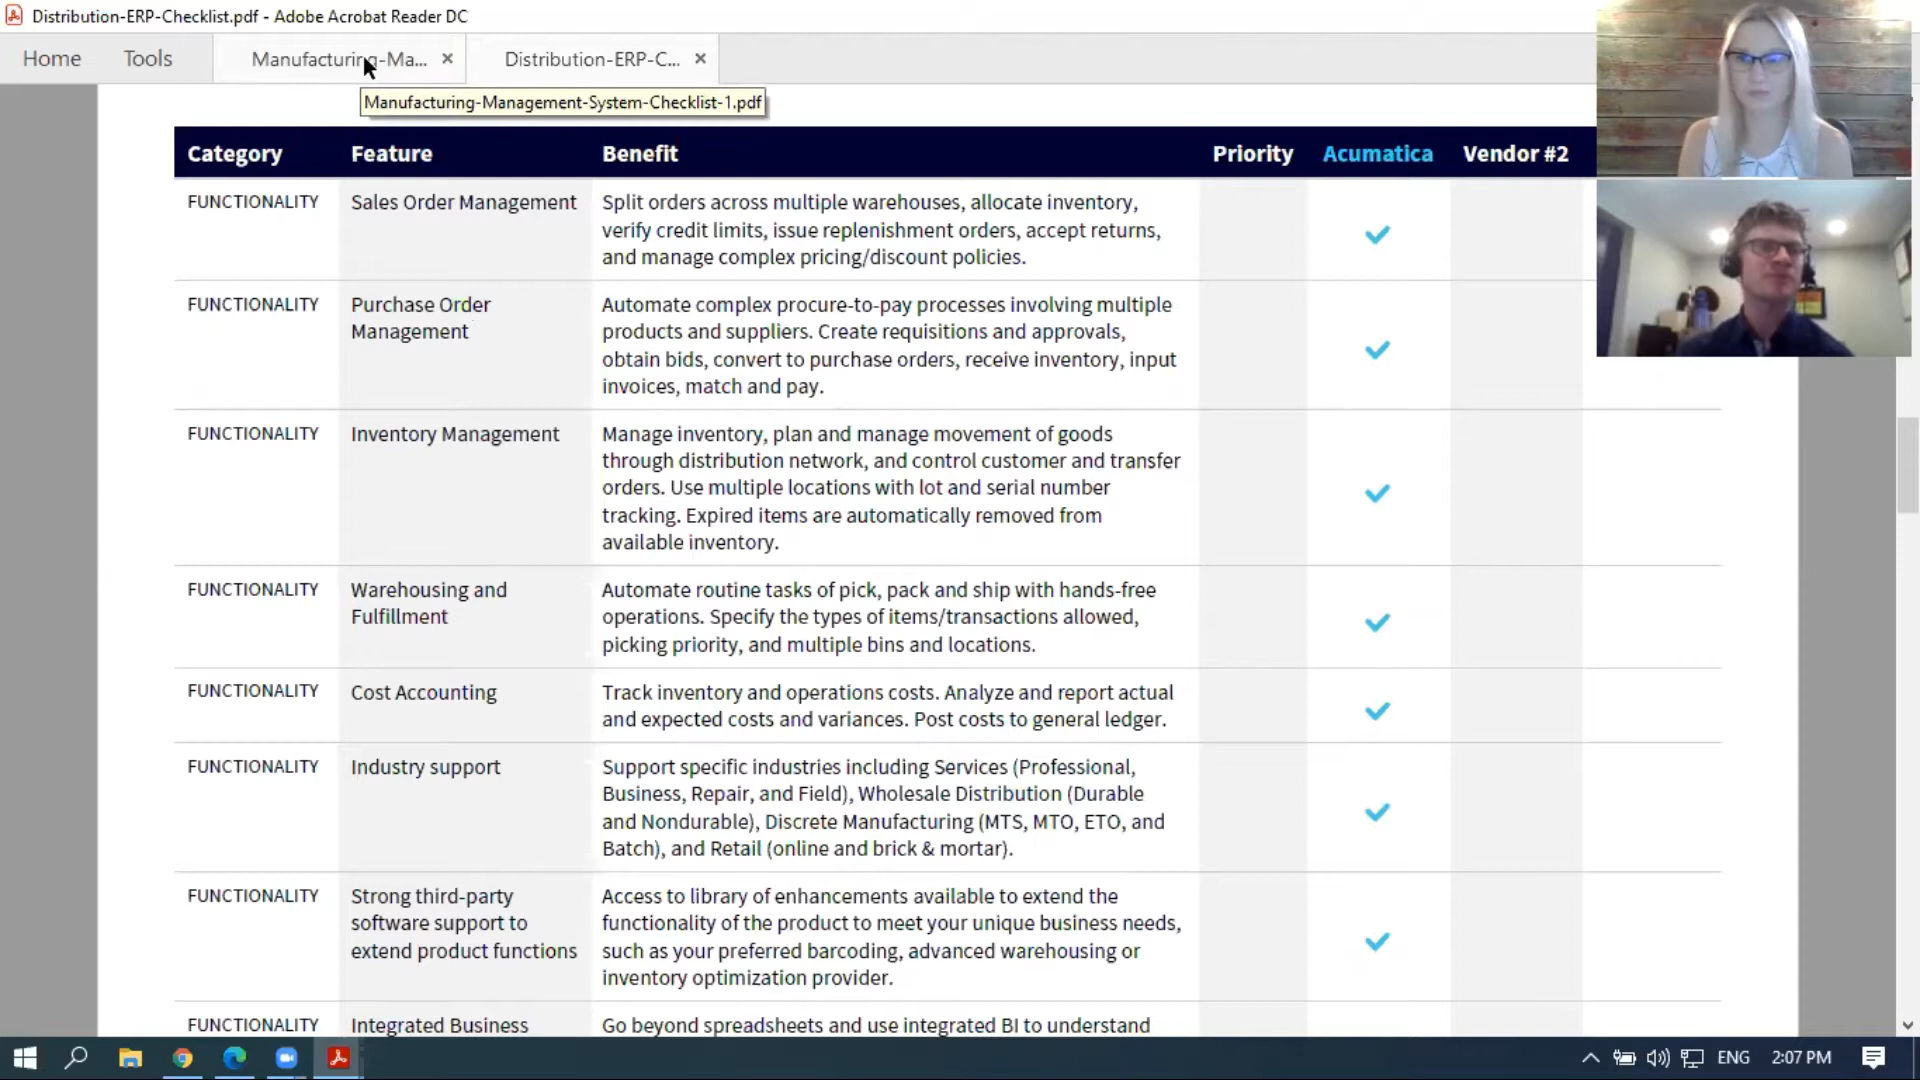 Distribution-ERP-Checklist.pdf - Adobe Acrobat Reader DC
Home Tools Manufacturing-Ma... × Distribution-ERP-C... ×
Manufacturing-Management-System-Checklist-1.pdf
Category Feature Benefit Priority Acumatica Vendor #2
FUNCTIONALITY Sales Order Management Split orders across multiple warehouses, allocate inventory,
verify credit limits, issue replenishment orders, accept returns,
and manage complex pricing/discount policies.
FUNCTIONALITY Purchase Order Automate complex procure-to-pay processes involving multiple
Management products and suppliers. Create requisitions and approvals,
obtain bids, convert to purchase orders, receive inventory, input
invoices, match and pay.
FUNCTIONALITY Inventory Management Manage inventory, plan and manage movement of goods
through distribution network, and control customer and transfer
orders. Use multiple locations with lot and serial number
tracking. Expired items are automatically removed from
available inventory.
FUNCTIONALITY Warehousing and Automate routine tasks of pick, pack and ship with hands-free
Fulfillment operations. Specify the types of items/transactions allowed,
picking priority, and multiple bins and locations.
FUNCTIONALITY Cost Accounting Track inventory and operations costs. Analyze and report actual
and expected costs and variances. Post costs to general ledger.
FUNCTIONALITY Industry support Support specific industries including Services (Professional,
Business, Repair, and Field), Wholesale Distribution (Durable
and Nondurable), Discrete Manufacturing (MTS, MTO, ETO, and
Batch), and Retail (online and brick & mortar).
FUNCTIONALITY Strong third-party Access to library of enhancements available to extend the
software support to functionality of the product to meet your unique business needs,
extend product functions such as your preferred barcoding, advanced warehousing or
inventory optimization provider.
FUNCTIONALITY Integrated Business Go beyond spreadsheets and use integrated BI to understand
ENG 2:07 PM